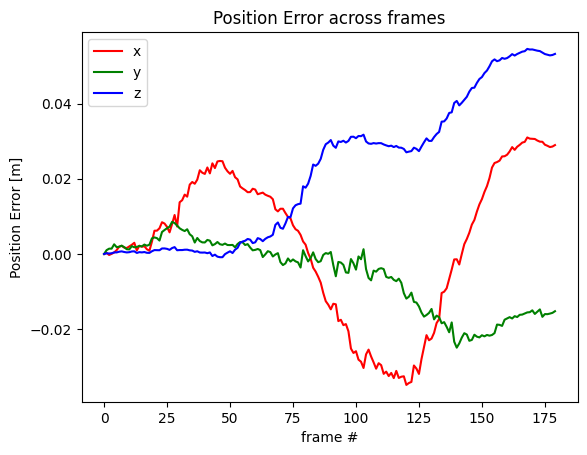 Position Error across frames
x
y
z
Position Error [m]
0.04
0.02
0.00
−0.02
0
25
50
75
100
125
150
175
frame #